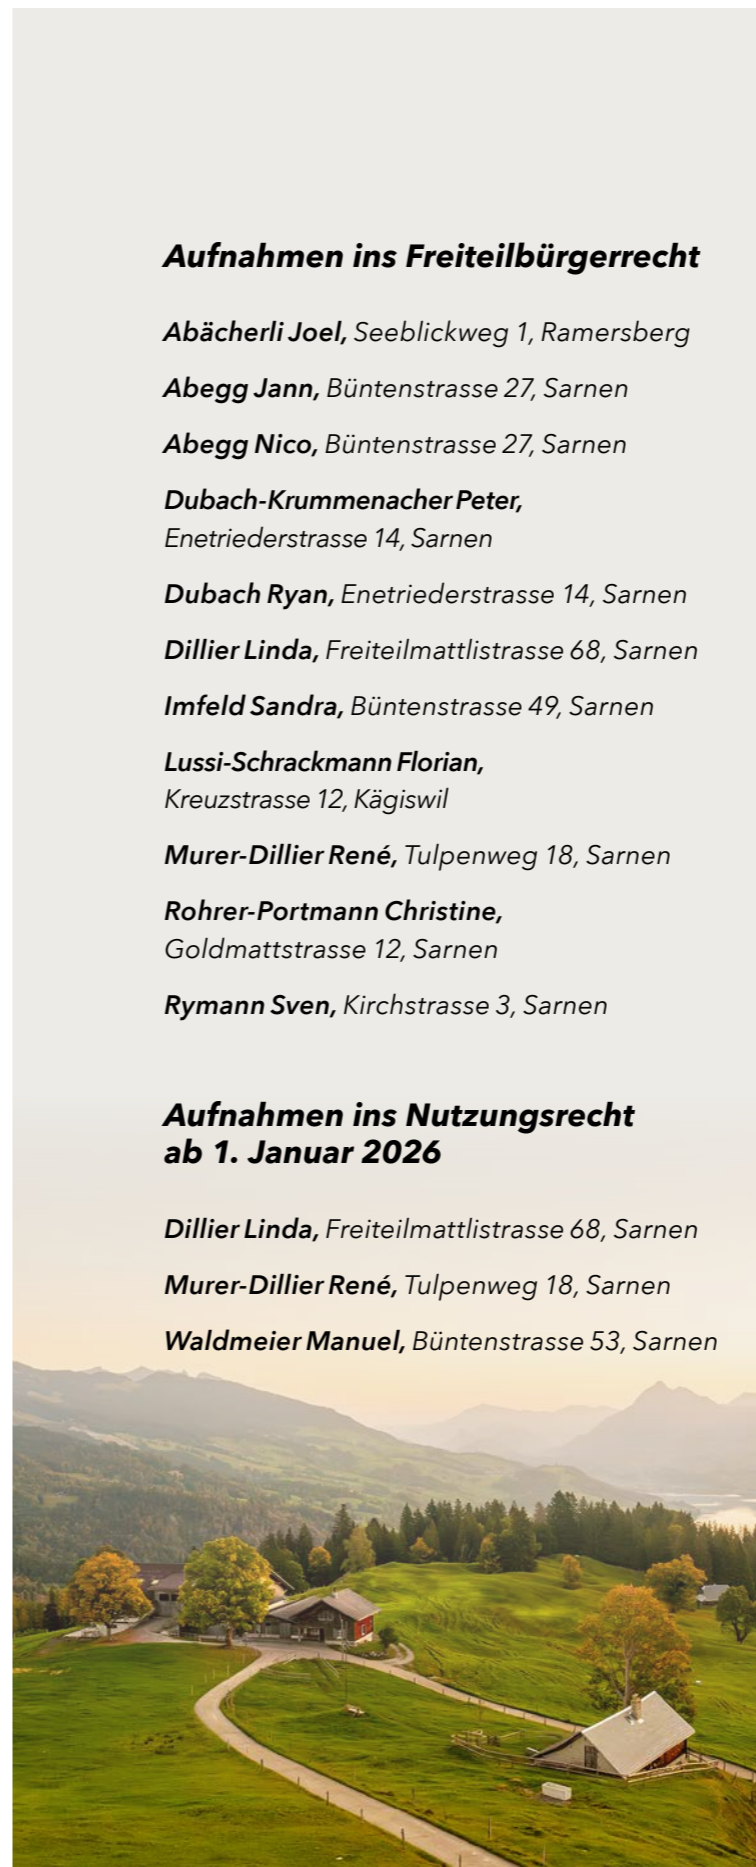 Aufnahmen ins Freiteilbürgerrecht
Abächerli Joel, Seeblickweg 1, Ramersberg
Abegg Jann, Büntenstrasse 27, Sarnen
Abegg Nico, Büntenstrasse 27, Sarnen
Dubach-Krummenacher Peter,
Enetriederstrasse 14, Sarnen
Dubach Ryan, Enetriederstrasse 14, Sarnen
Dillier Linda, Freiteilmattlistrasse 68, Sarnen
Imfeld Sandra, Büntenstrasse 49, Sarnen
Lussi-Schrackmann Florian,
Kreuzstrasse 12, Kägiswil
Murer-Dillier René, Tulpenweg 18, Sarnen
Rohrer-Portmann Christine,
Goldmattstrasse 12, Sarnen
Rymann Sven, Kirchstrasse 3, Sarnen
Aufnahmen ins Nutzungsrecht
ab 1. Januar 2026
Dillier Linda, Freiteilmattlistrasse 68, Sarnen
Murer-Dillier René, Tulpenweg 18, Sarnen
Waldmeier Manuel, Büntenstrasse 53, Sarnen